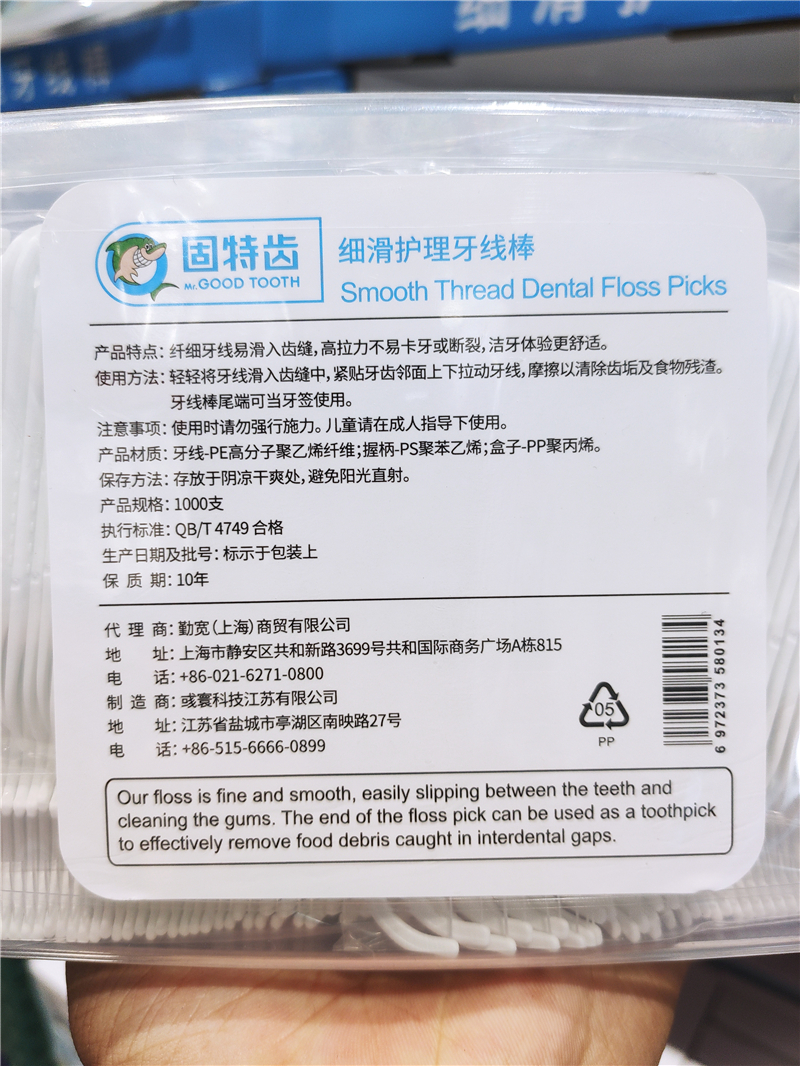 细滑护
牙线棒
固特齿
Mr.GOOD TOOTH
细滑护理牙线棒
Smooth Thread Dental Floss Picks
产品特点：纤细牙线易滑入齿缝，高拉力不易卡牙或断裂，洁牙体验更舒适。
使用方法：轻轻将牙线滑入齿缝中，紧贴牙齿邻面上下拉动牙线，摩擦以清除齿垢及食物残渣。
牙线棒尾端可当牙签使用。
注意事项：使用时请勿强行施力。儿童请在成人指导下使用。
产品材质：牙线-PE高分子聚乙烯纤维；握柄-PS聚苯乙烯；盒子-PP聚丙烯。
保存方法：存放于阴凉干爽处，避免阳光直射。
产品规格：1000支
执行标准：QB/T 4749 合格
生产日期及批号：标示于包装上
保 质 期：10年
代 理 商：勤宽（上海）商贸有限公司
地 址：上海市静安区共和新路3699号共和国际商务广场A栋815
电 话：+86-021-6271-0800
制 造 商：彧寰科技江苏有限公司
地 址：江苏省盐城市亭湖区南映路27号
电 话：+86-515-6666-0899
05
PP
6 972373 580134
Our floss is fine and smooth, easily slipping between the teeth and
cleaning the gums. The end of the floss pick can be used as a toothpick
to effectively remove food debris caught in interdental gaps.